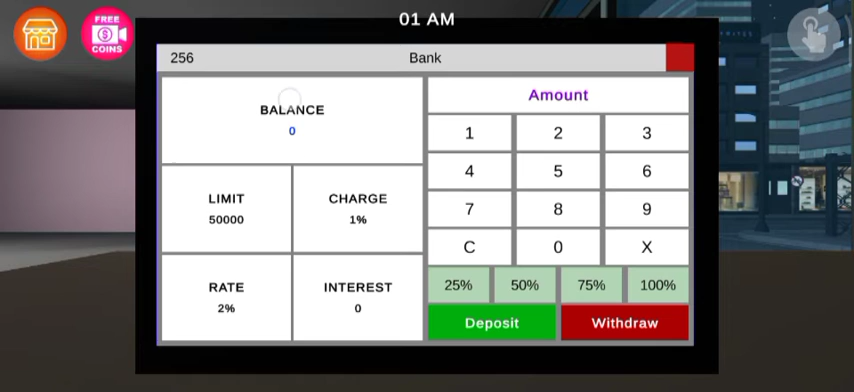 FREE
COINS
01 AM
256
Bank
BALANCE
0
LIMIT
50000
CHARGE
1%
RATE
2%
INTEREST
0
Amount
1 2 3
4 5 6
7 8 9
C 0 X
25% 50% 75% 100%
Deposit Withdraw